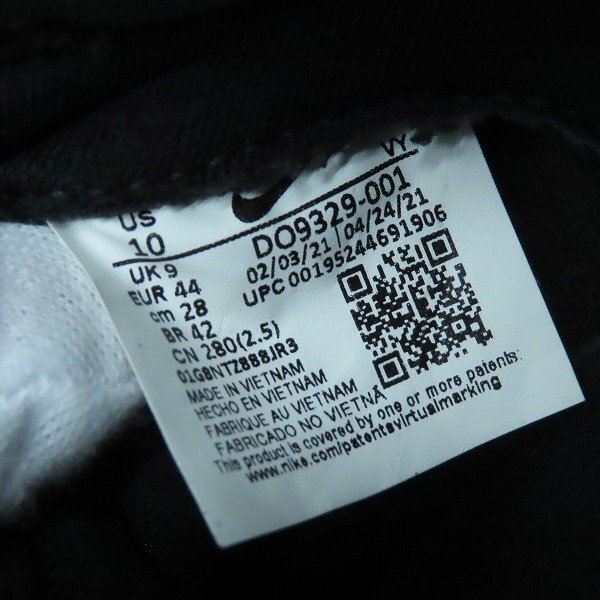 US
VY
10
DO9329-001
UK 9
02/03/21 | 04/24/21
EUR 44
UPC 00195244691906
cm 28
BR 42
CN 280(2.5)
MADE IN VIETNAM
HECHO EN VIETNAM
FABRIQUE AU VIETNAM
FABRICADO NO VIETNÃ
This product is covered by one or more patents:
www.nike.com/patentsvirtualmarking